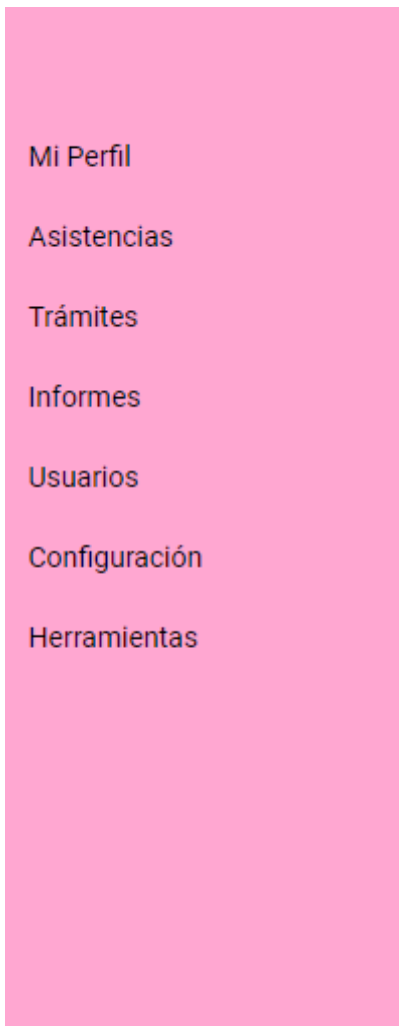 Mi Perfil
Asistencias
Trámites
Informes
Usuarios
Configuración
Herramientas